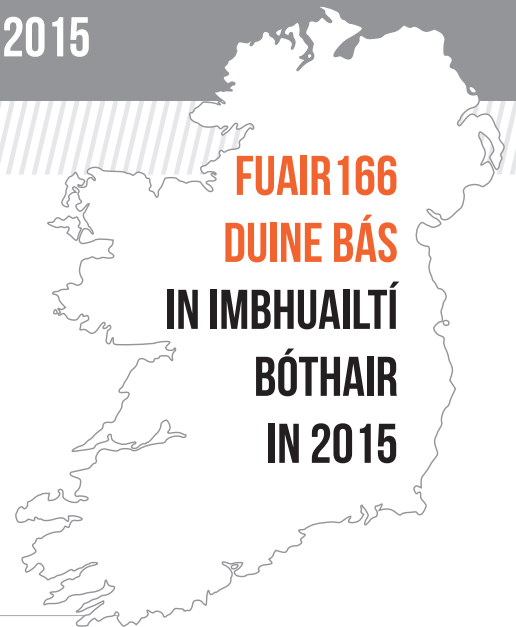 2015
FUAIR 166
DUINE BÁS
IN IMBHUAILTÍ
BÓTHAIR
IN 2015